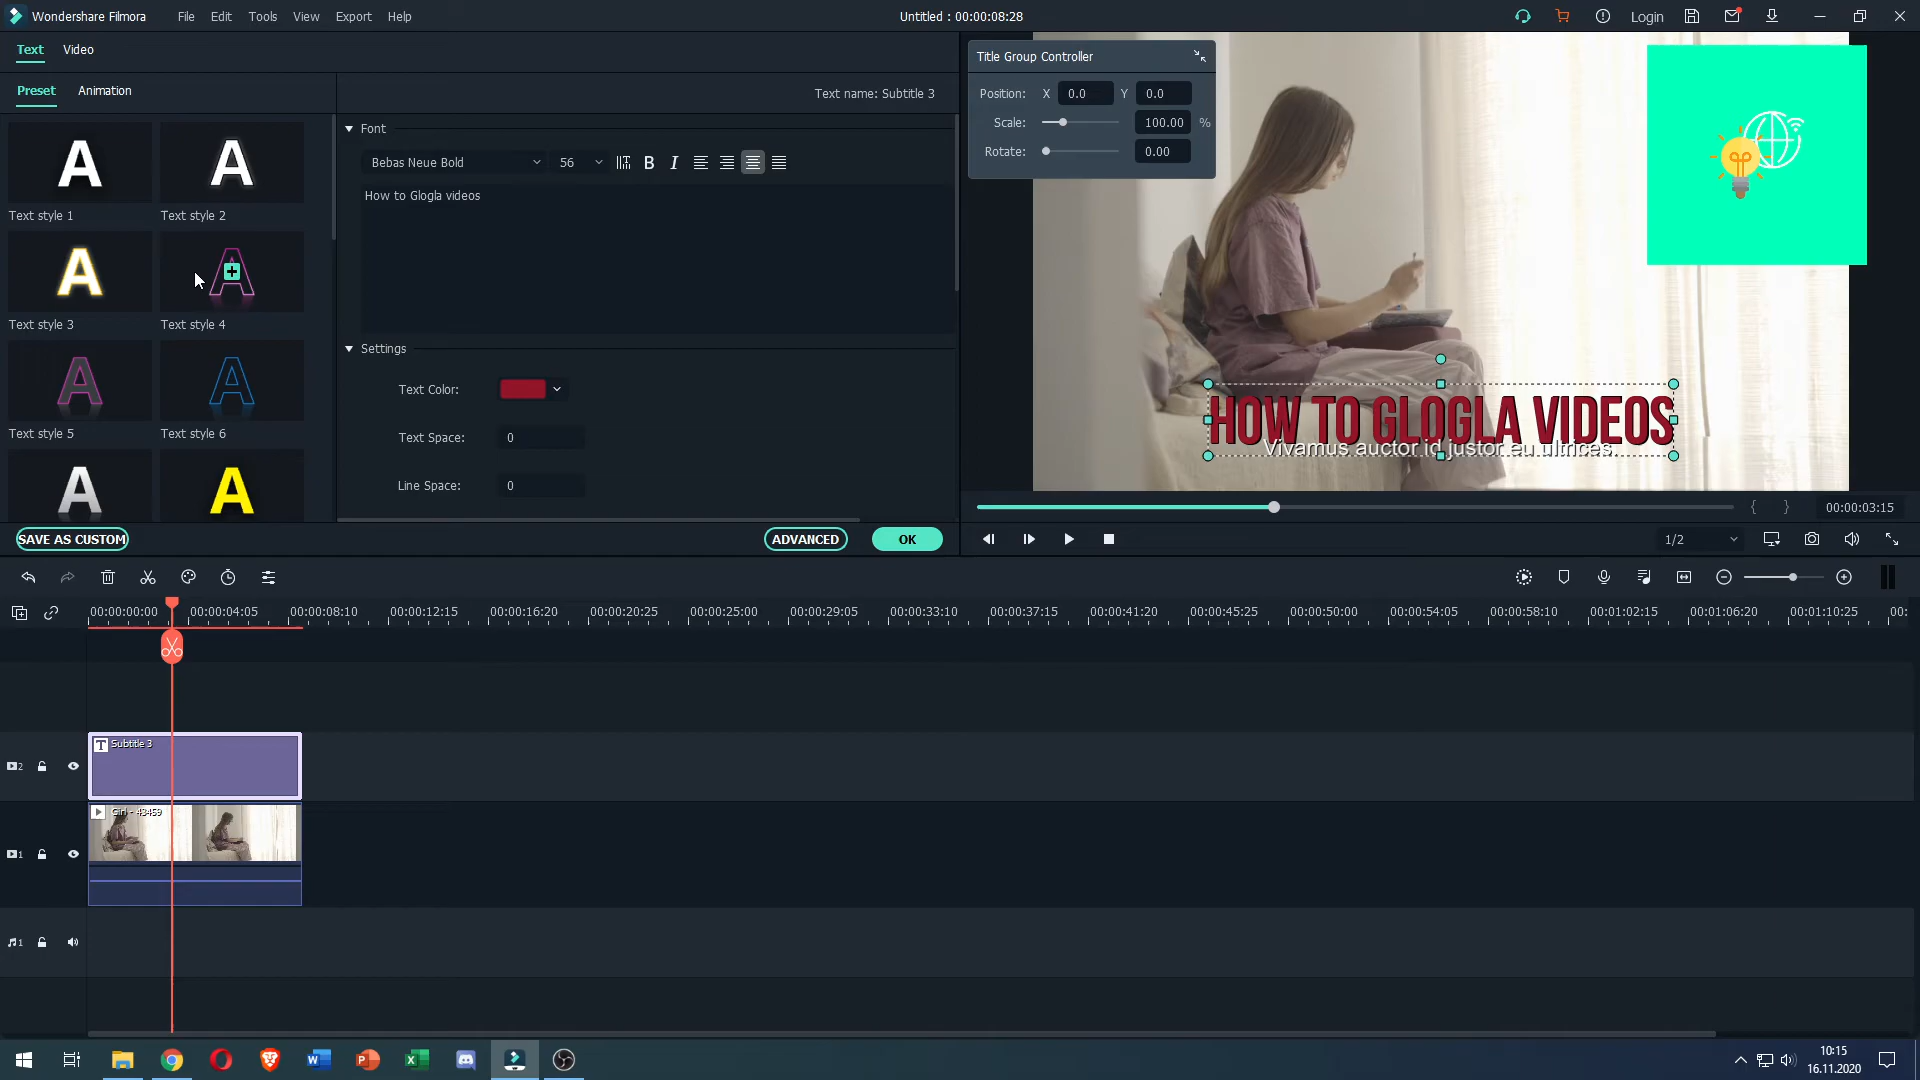 Wondershare Filmora
File Edit Tools View Export Help
Untitled : 00:00:08:28
Login
Text Video
Preset Animation
Text name: Subtitle 3
Text style 1
Text style 2
Text style 3
Text style 4
Text style 5
Text style 6
Font
Bebas Neue Bold 56 B I
How to Glogla videos
Settings
Text Color:
Text Space: 0
Line Space: 0
SAVE AS CUSTOM
ADVANCED
OK
Title Group Controller
Position: X 0.0 Y 0.0
Scale: 100.00 %
Rotate: 0.00
HOW TO GLOGLA VIDEOS
Vivamus auctor id justor eu ultrices.
{ } 00:00:03:15
1/2
00:00:00:00 00:00:04:05 00:00:08:10 00:00:12:15 00:00:16:20 00:00:20:25 00:00:25:00 00:00:29:05 00:00:33:10 00:00:37:15 00:00:41:20 00:00:45:25 00:00:50:00 00:00:54:05 00:00:58:10 00:01:02:15 00:01:06:20 00:01:10:25 00:
T Subtitle 3
2
Girl - 43459
1
1
10:15
16.11.2020